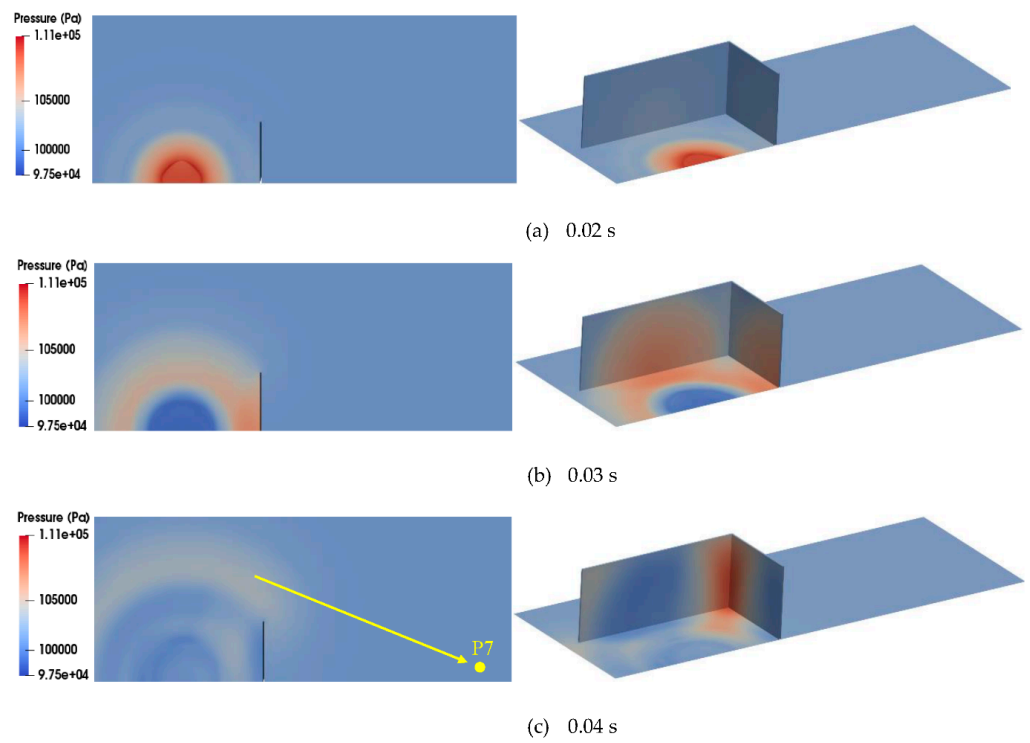 Pressure (Pa)
1.11e+05
105000
100000
9.75e+04
(a) 0.02 s
Pressure (Pa)
1.11e+05
105000
100000
9.75e+04
(b) 0.03 s
Pressure (Pa)
1.11e+05
105000
100000
9.75e+04
P7
(c) 0.04 s